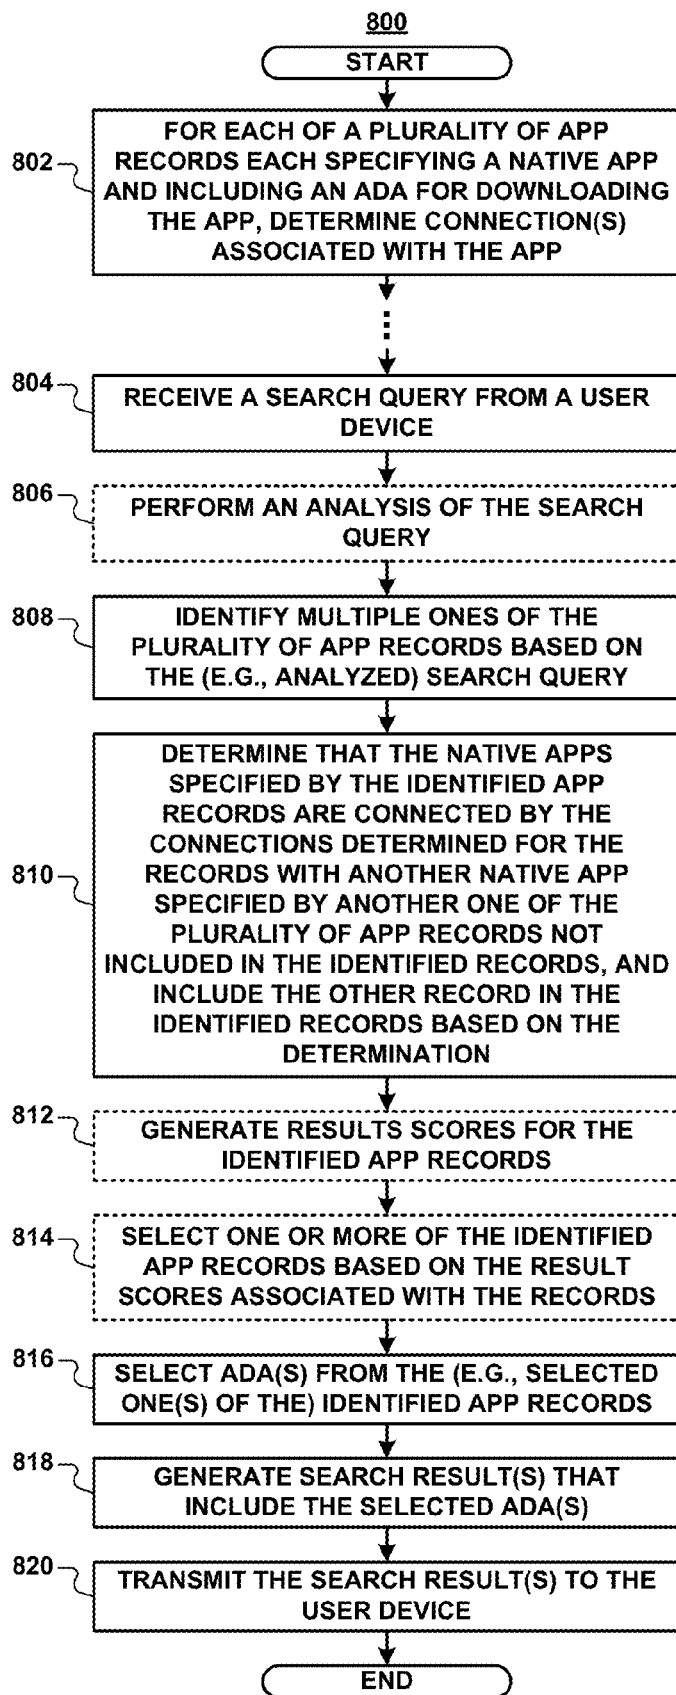 800
START
802
FOR EACH OF A PLURALITY OF APP
RECORDS EACH SPECIFYING A NATIVE APP
AND INCLUDING AN ADA FOR DOWNLOADING
THE APP, DETERMINE CONNECTION(S)
ASSOCIATED WITH THE APP
804
RECEIVE A SEARCH QUERY FROM A USER
DEVICE
806
PERFORM AN ANALYSIS OF THE SEARCH
QUERY
808
IDENTIFY MULTIPLE ONES OF THE
PLURALITY OF APP RECORDS BASED ON
THE (E.G., ANALYZED) SEARCH QUERY
810
DETERMINE THAT THE NATIVE APPS
SPECIFIED BY THE IDENTIFIED APP
RECORDS ARE CONNECTED BY THE
CONNECTIONS DETERMINED FOR THE
RECORDS WITH ANOTHER NATIVE APP
SPECIFIED BY ANOTHER ONE OF THE
PLURALITY OF APP RECORDS NOT
INCLUDED IN THE IDENTIFIED RECORDS, AND
INCLUDE THE OTHER RECORD IN THE
IDENTIFIED RECORDS BASED ON THE
DETERMINATION
812
GENERATE RESULTS SCORES FOR THE
IDENTIFIED APP RECORDS
814
SELECT ONE OR MORE OF THE IDENTIFIED
APP RECORDS BASED ON THE RESULT
SCORES ASSOCIATED WITH THE RECORDS
816
SELECT ADA(S) FROM THE (E.G., SELECTED
ONE(S) OF THE) IDENTIFIED APP RECORDS
818
GENERATE SEARCH RESULT(S) THAT
INCLUDE THE SELECTED ADA(S)
820
TRANSMIT THE SEARCH RESULT(S) TO THE
USER DEVICE
END